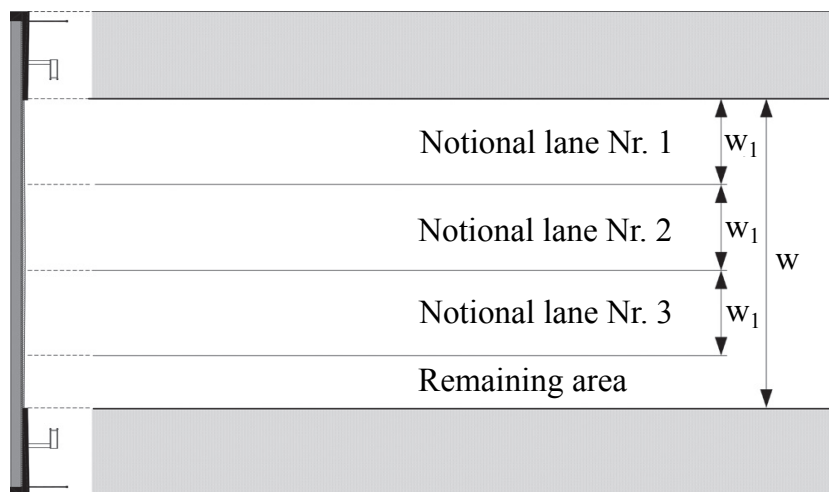 Notional lane Nr. 1
w₁
Notional lane Nr. 2
w₁
w
Notional lane Nr. 3
w₁
Remaining area